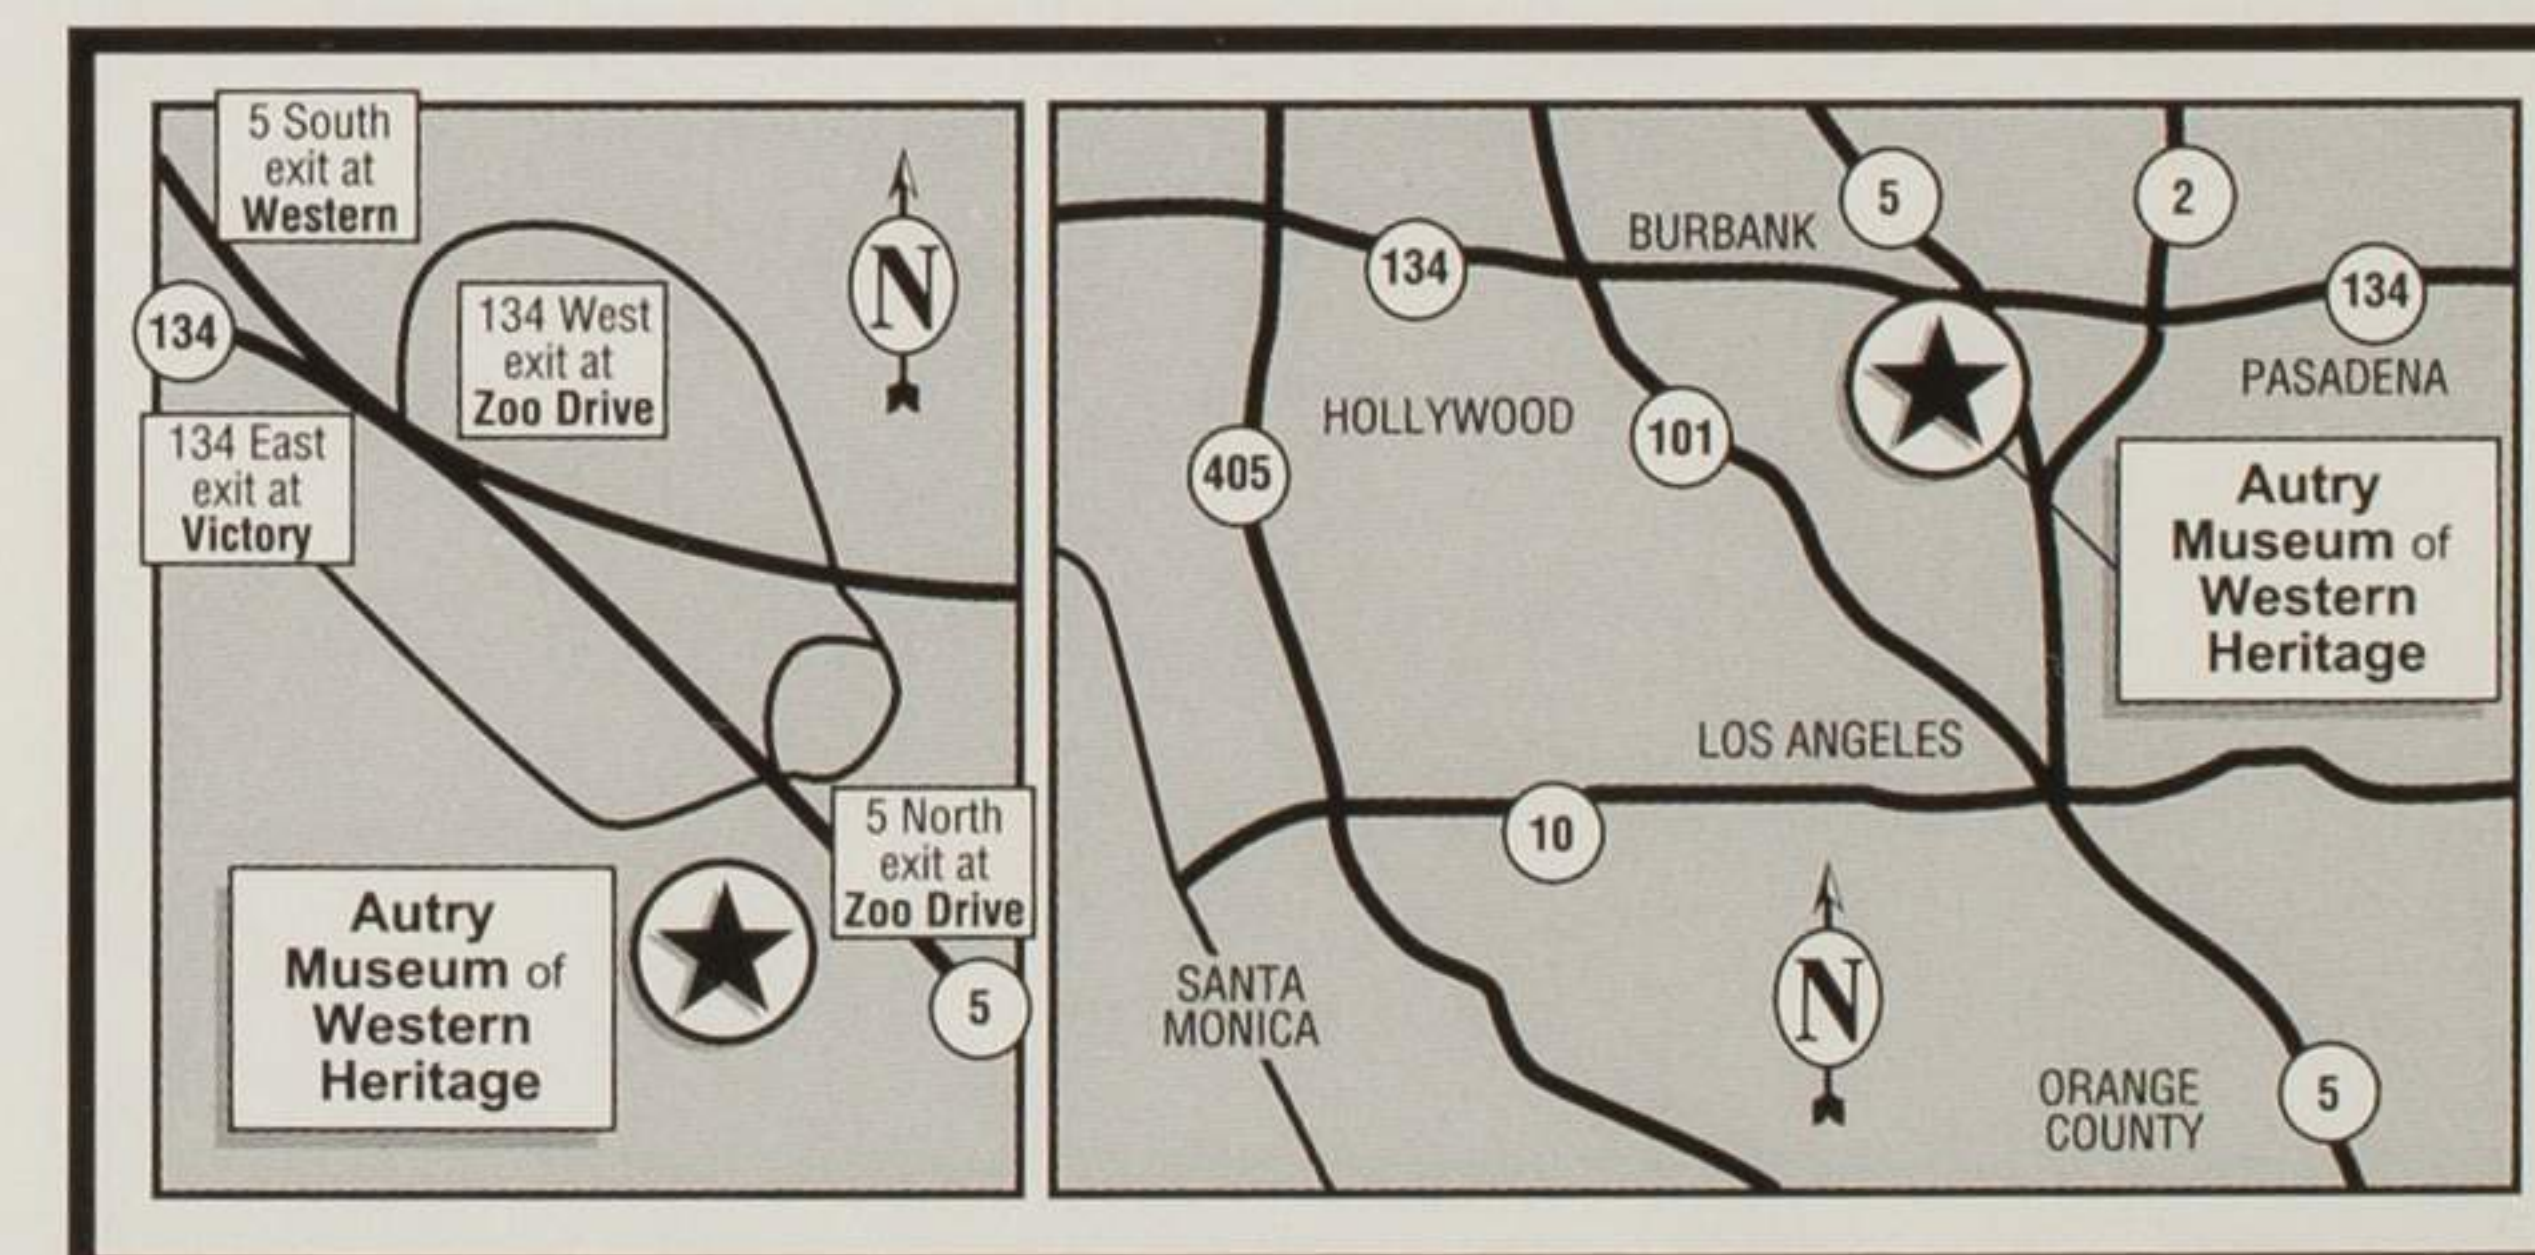 5 South
exit at
Western
134
134 West
exit at
Zoo Drive
N
134 East
exit at
Victory
5 North
exit at
Zoo Drive
Autry
Museum of
Western
Heritage
5
5
2
BURBANK
134
134
PASADENA
HOLLYWOOD
101
405
Autry
Museum of
Western
Heritage
LOS ANGELES
10
N
SANTA
MONICA
ORANGE
COUNTY
5